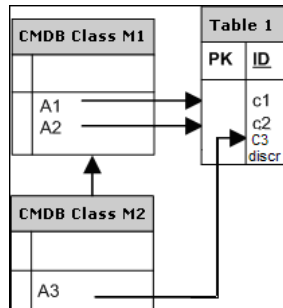 CMDB Class M1
A1
A2
Table 1
PK ID
c1
c2
C3
discr
CMDB Class M2
A3